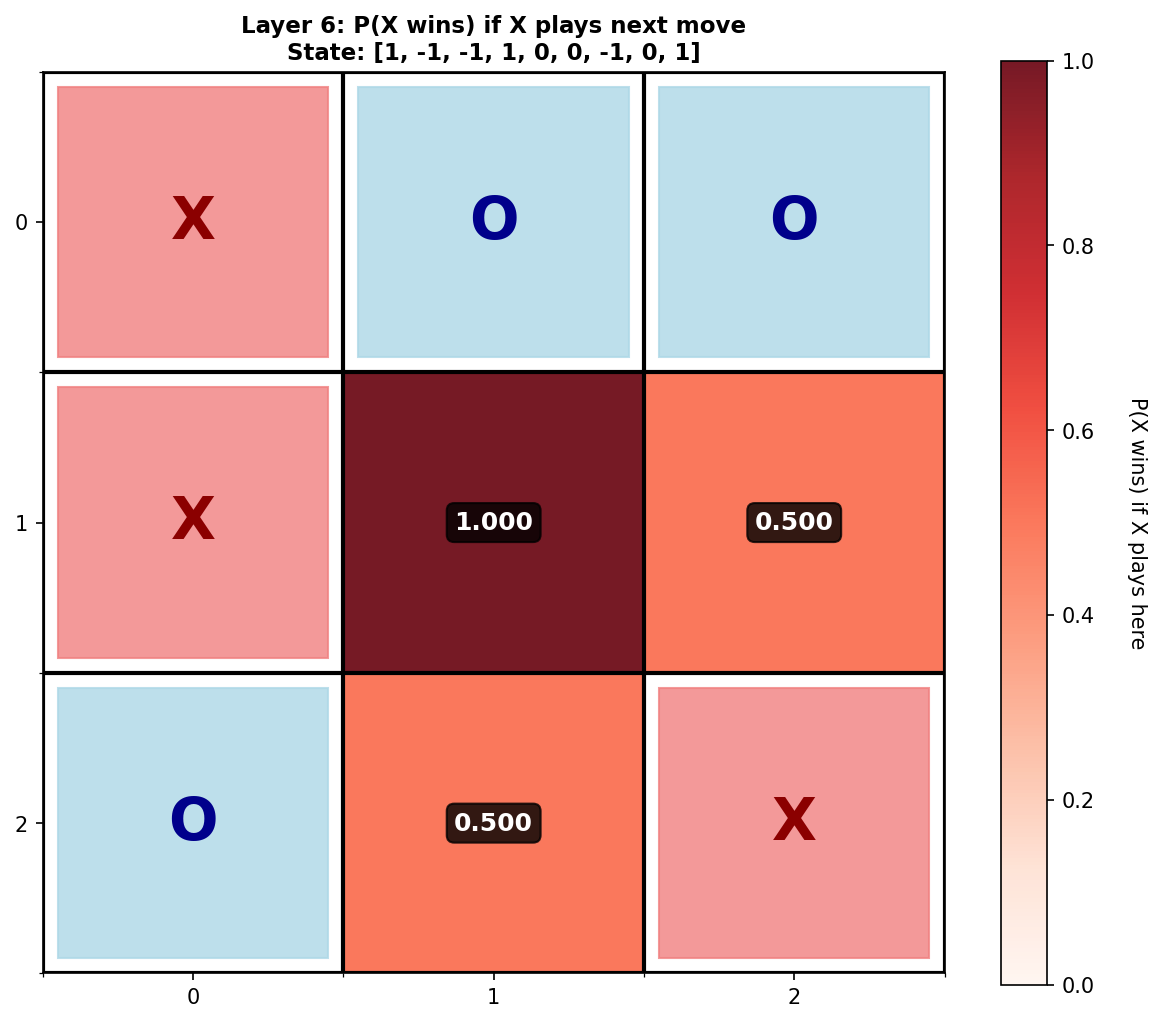 Layer 6: P(X wins) if X plays next move
State: [1, -1, -1, 1, 0, 0, -1, 0, 1]
0
X
O
O
1
X
1.000
0.500
2
O
0.500
X
0
1
2
1.0
0.8
0.6
0.4
0.2
0.0
P(X wins) if X plays here